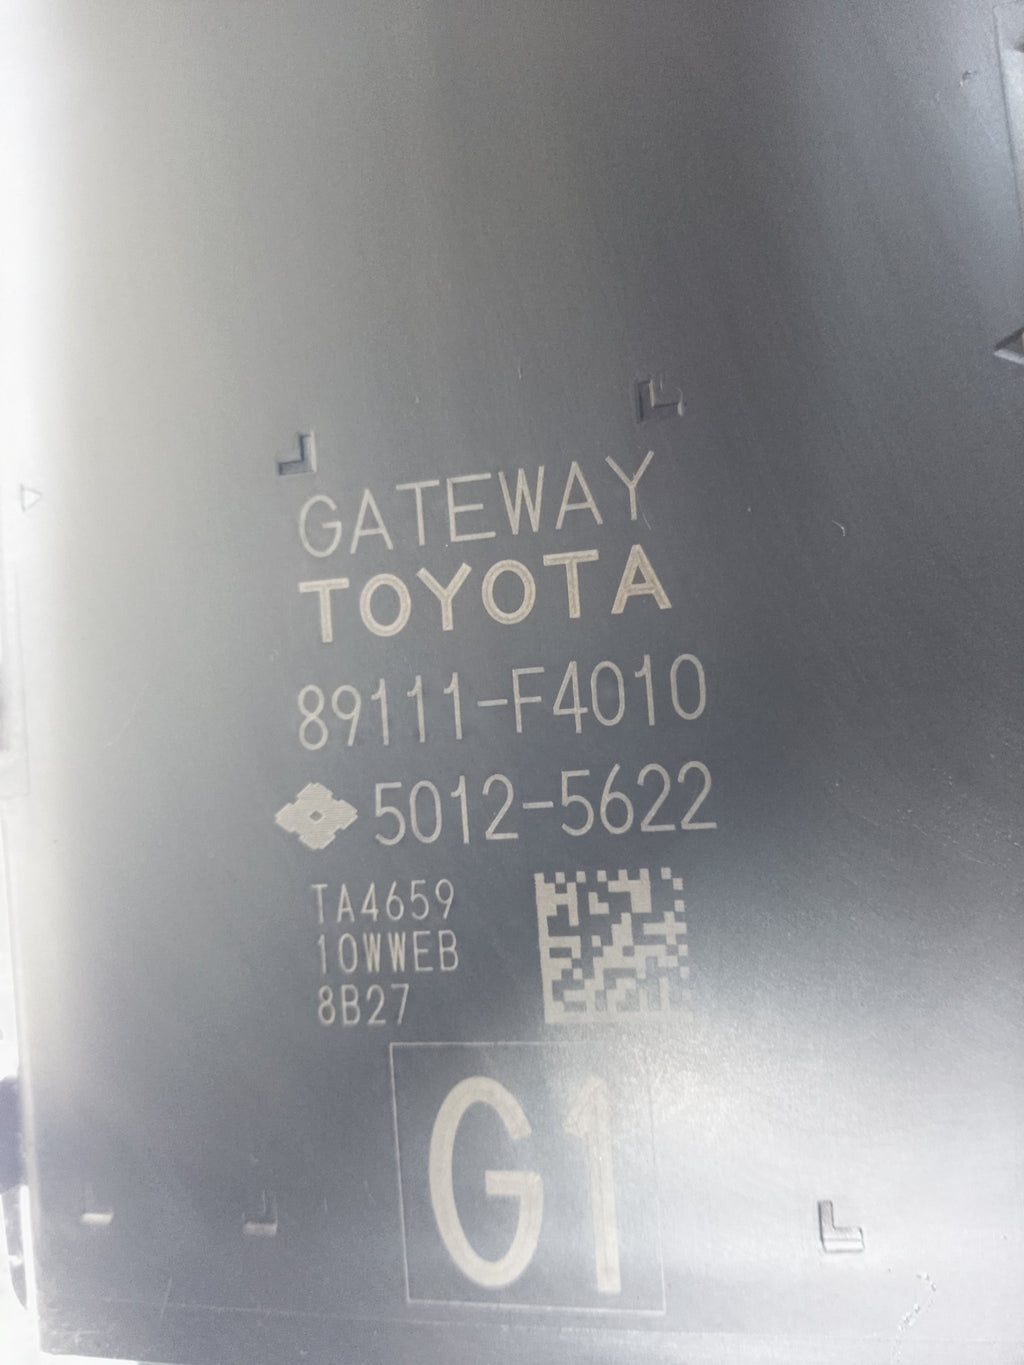 GATEWAY
TOYOTA
89111-F4010
5012-5622
TA4659
10WWEB
8B27
G1